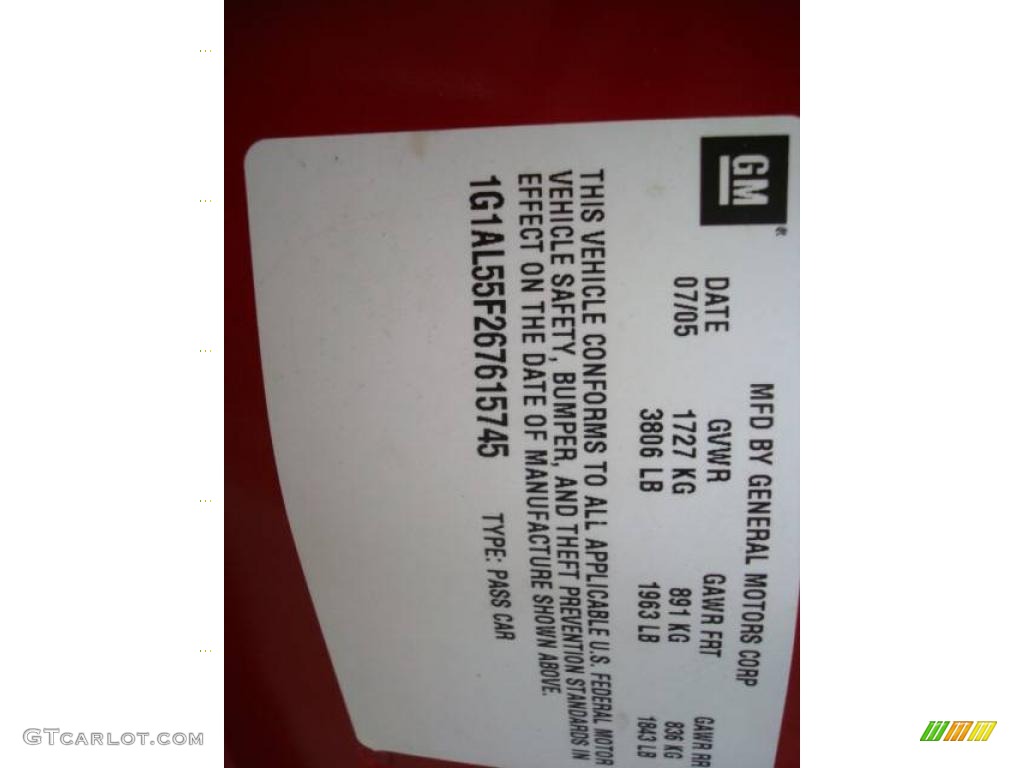 GM
®
MFD BY GENERAL MOTORS CORP
DATE GVWR GAWR FRT GAWR RR
07/05 1727 KG 891 KG 836 KG
3806 LB 1963 LB 1843 LB
THIS VEHICLE CONFORMS TO ALL APPLICABLE U.S. FEDERAL MOTOR
VEHICLE SAFETY, BUMPER, AND THEFT PREVENTION STANDARDS IN
EFFECT ON THE DATE OF MANUFACTURE SHOWN ABOVE.
1G1AL55F267615745 TYPE: PASS CAR
GTCarLot.com